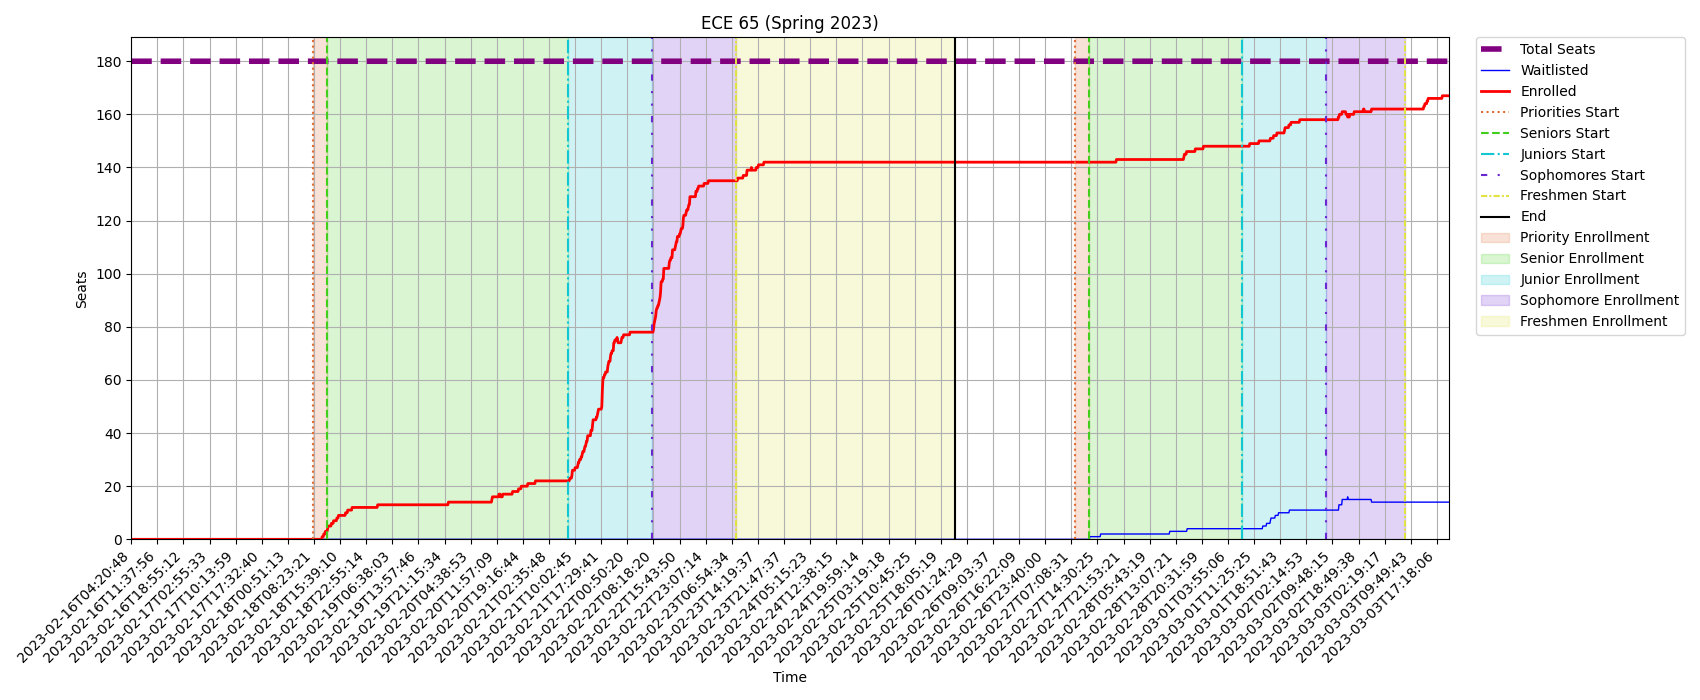 ECE 65 (Spring 2023)
Seats
180
160
140
120
100
80
60
40
20
0
2023-02-16T04:20:48
2023-02-16T11:37:56
2023-02-16T18:55:12
2023-02-17T02:55:33
2023-02-17T10:13:59
2023-02-17T17:32:40
2023-02-18T00:51:13
2023-02-18T08:23:21
2023-02-18T15:39:10
2023-02-18T22:55:14
2023-02-19T06:38:03
2023-02-19T13:57:46
2023-02-19T21:15:34
2023-02-20T04:38:53
2023-02-20T11:57:09
2023-02-20T19:16:44
2023-02-21T02:35:48
2023-02-21T10:02:45
2023-02-21T17:29:41
2023-02-22T00:50:20
2023-02-22T08:18:20
2023-02-22T15:43:50
2023-02-22T23:07:14
2023-02-23T06:54:34
2023-02-23T14:19:37
2023-02-23T21:47:37
2023-02-24T05:15:23
2023-02-24T12:38:15
2023-02-24T19:59:14
2023-02-25T03:19:18
2023-02-25T10:45:25
2023-02-25T18:05:19
2023-02-26T01:24:29
2023-02-26T09:03:37
2023-02-26T16:22:09
2023-02-26T23:40:00
2023-02-27T07:08:31
2023-02-27T14:30:25
2023-02-27T21:53:21
2023-02-28T05:43:19
2023-02-28T13:07:21
2023-02-28T20:31:59
2023-03-01T03:55:06
2023-03-01T11:25:25
2023-03-01T18:51:43
2023-03-02T02:14:53
2023-03-02T09:48:15
2023-03-02T18:49:38
2023-03-03T02:19:17
2023-03-03T09:49:43
2023-03-03T17:18:06
Time
Total Seats
Waitlisted
Enrolled
Priorities Start
Seniors Start
Juniors Start
Sophomores Start
Freshmen Start
End
Priority Enrollment
Senior Enrollment
Junior Enrollment
Sophomore Enrollment
Freshmen Enrollment